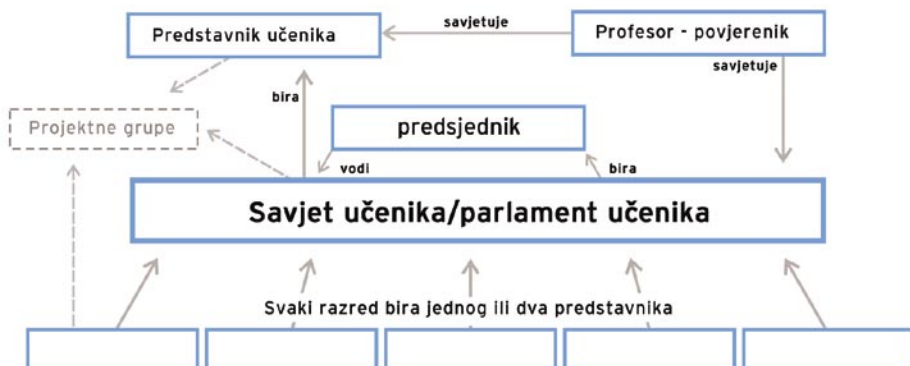 savjetuje
Predstavnik učenika
Profesor - povjerenik
savjetuje
bira
Projektne grupe
predsjednik
vodi
bira
Savjet učenika/parlament učenika
Svaki razred bira jednog ili dva predstavnika